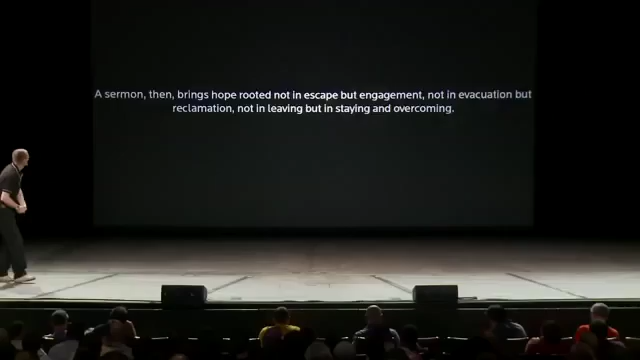 A sermon, then, brings hope rooted not in escape but engagement, not in evacuation but
reclamation, not in leaving but in staying and overcoming.